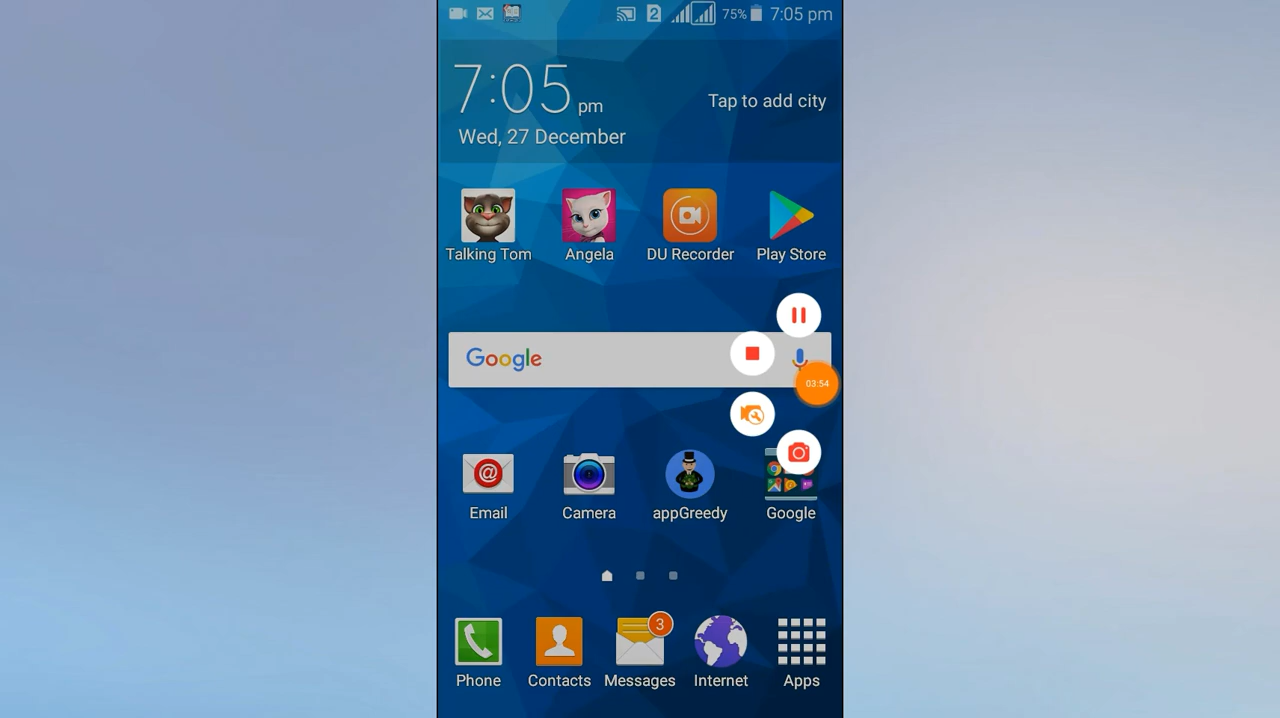 2 75% 7:05 pm
7:05 pm
Tap to add city
Wed, 27 December
Talking Tom Angela DU Recorder Play Store
Google
03:54
Email Camera appGreedy Google
3
Phone Contacts Messages Internet Apps